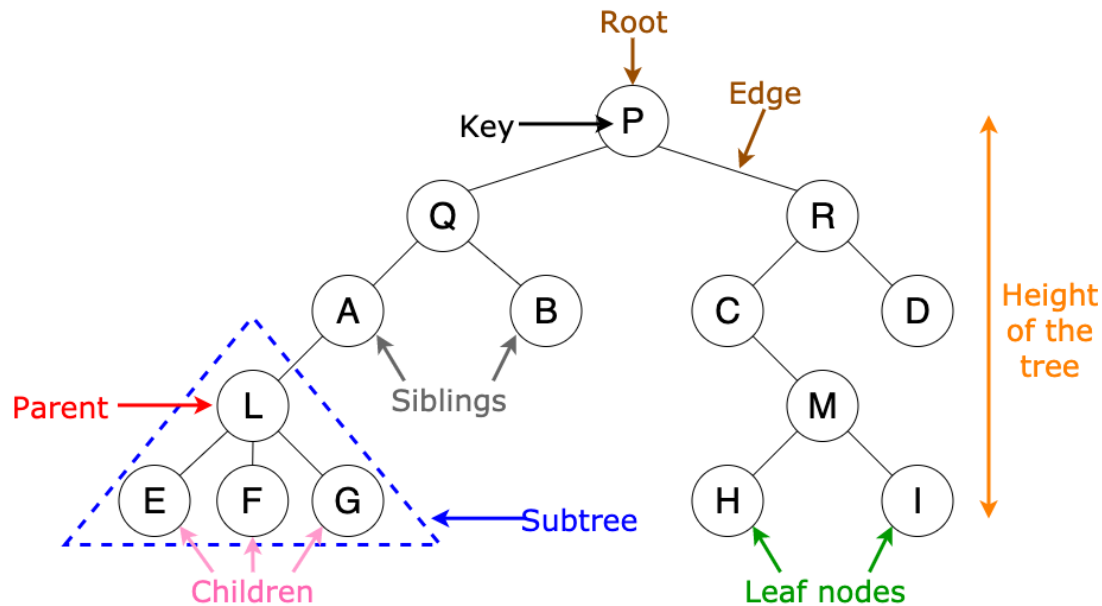 Root
Edge
Key
P
Q
R
A
B
C
D
Height
of the
tree
Siblings
Parent
L
M
E
F
G
H
I
Subtree
Children
Leaf nodes